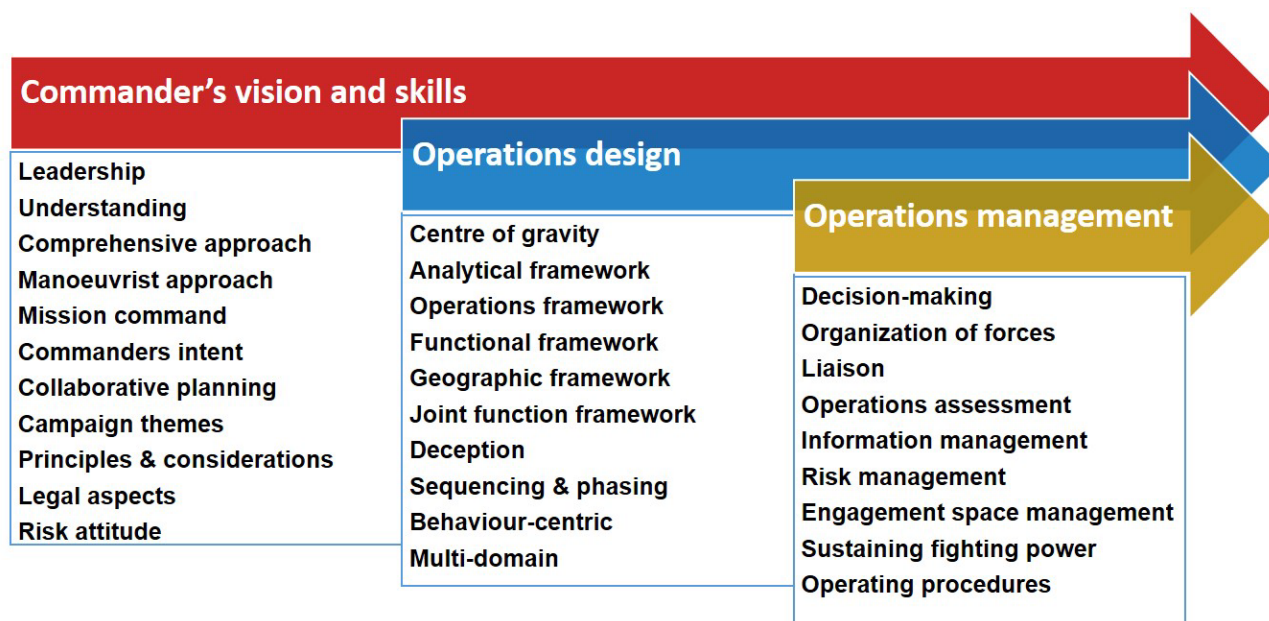 Commander's vision and skills
Leadership
Understanding
Comprehensive approach
Manoeuvrist approach
Mission command
Commanders intent
Collaborative planning
Campaign themes
Principles & considerations
Legal aspects
Risk attitude
Operations design
Centre of gravity
Analytical framework
Operations framework
Functional framework
Geographic framework
Joint function framework
Deception
Sequencing & phasing
Behaviour-centric
Multi-domain
Operations management
Decision-making
Organization of forces
Liaison
Operations assessment
Information management
Risk management
Engagement space management
Sustaining fighting power
Operating procedures